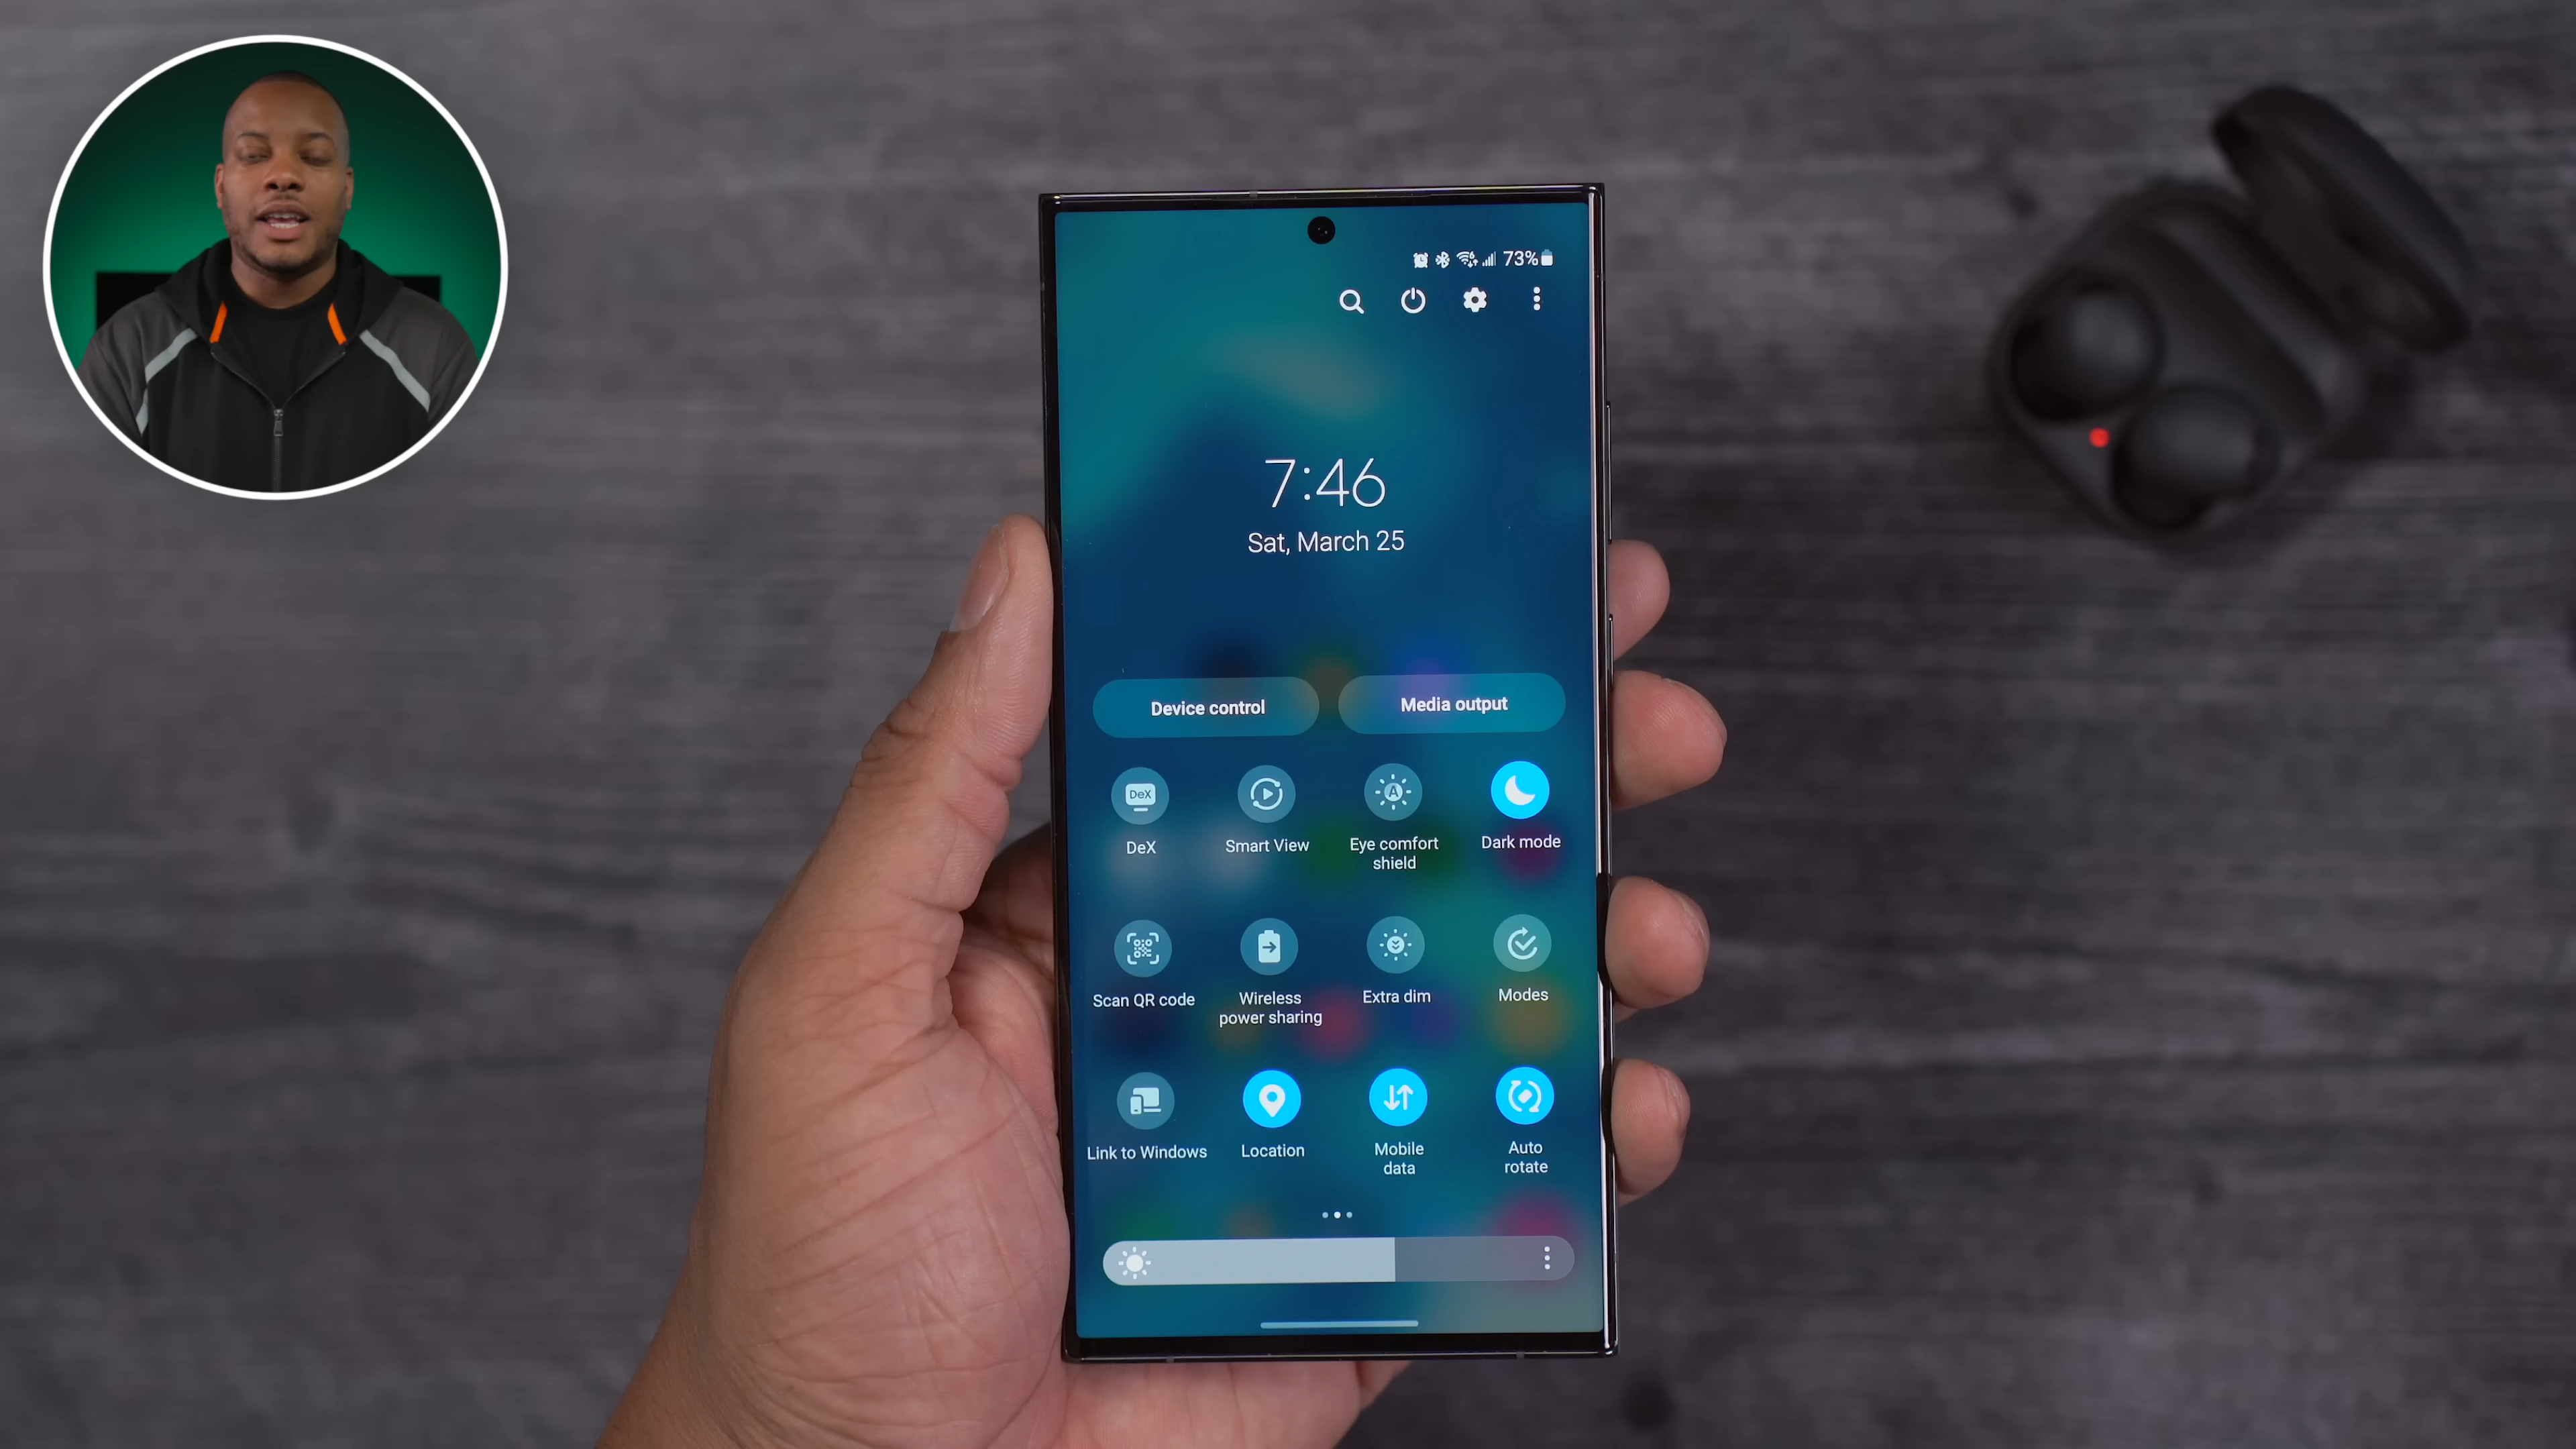 73%
7:46
Sat, March 25
Device control
Media output
DeX
DeX
Smart View
A
Eye comfort
shield
Dark mode
Scan QR code
Wireless
power sharing
Extra dim
Modes
Link to Windows
Location
Mobile
data
Auto
rotate